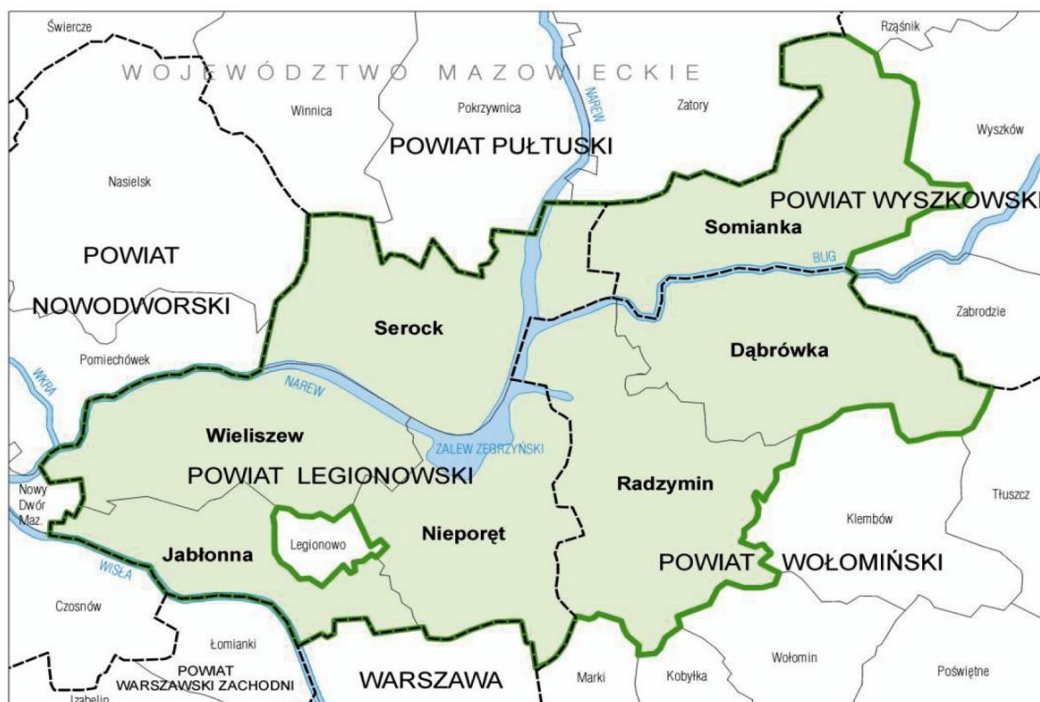 Świercze
Rząśnik
WOJEWÓDZTWO MAZOWIECKIE
Winnica
Pokrzywnica
NAREW
Zatory
Wyszków
POWIAT PUŁTUSKI
Nasielsk
POWIAT WYSZKOWSKI
Somianka
POWIAT
NOWODWORSKI
BUG
Zabrodzie
Serock
Dąbrówka
Pomiechówek
WKRA
NAREW
Wieliszew
ZALEW ZEGRZYŃSKI
POWIAT LEGIONOWSKI
Radzymin
Nowy
Dwór
Maz.
Tłuszcz
Klembów
Nieporęt
Legionowo
Jabłonna
POWIAT WOŁOMIŃSKI
WISŁA
Czosnów
Łomianki
POWIAT
WARSZAWSKI ZACHODNI
WARSZAWA
Marki
Kobyłka
Wołomin
Poświętne
Izabelin